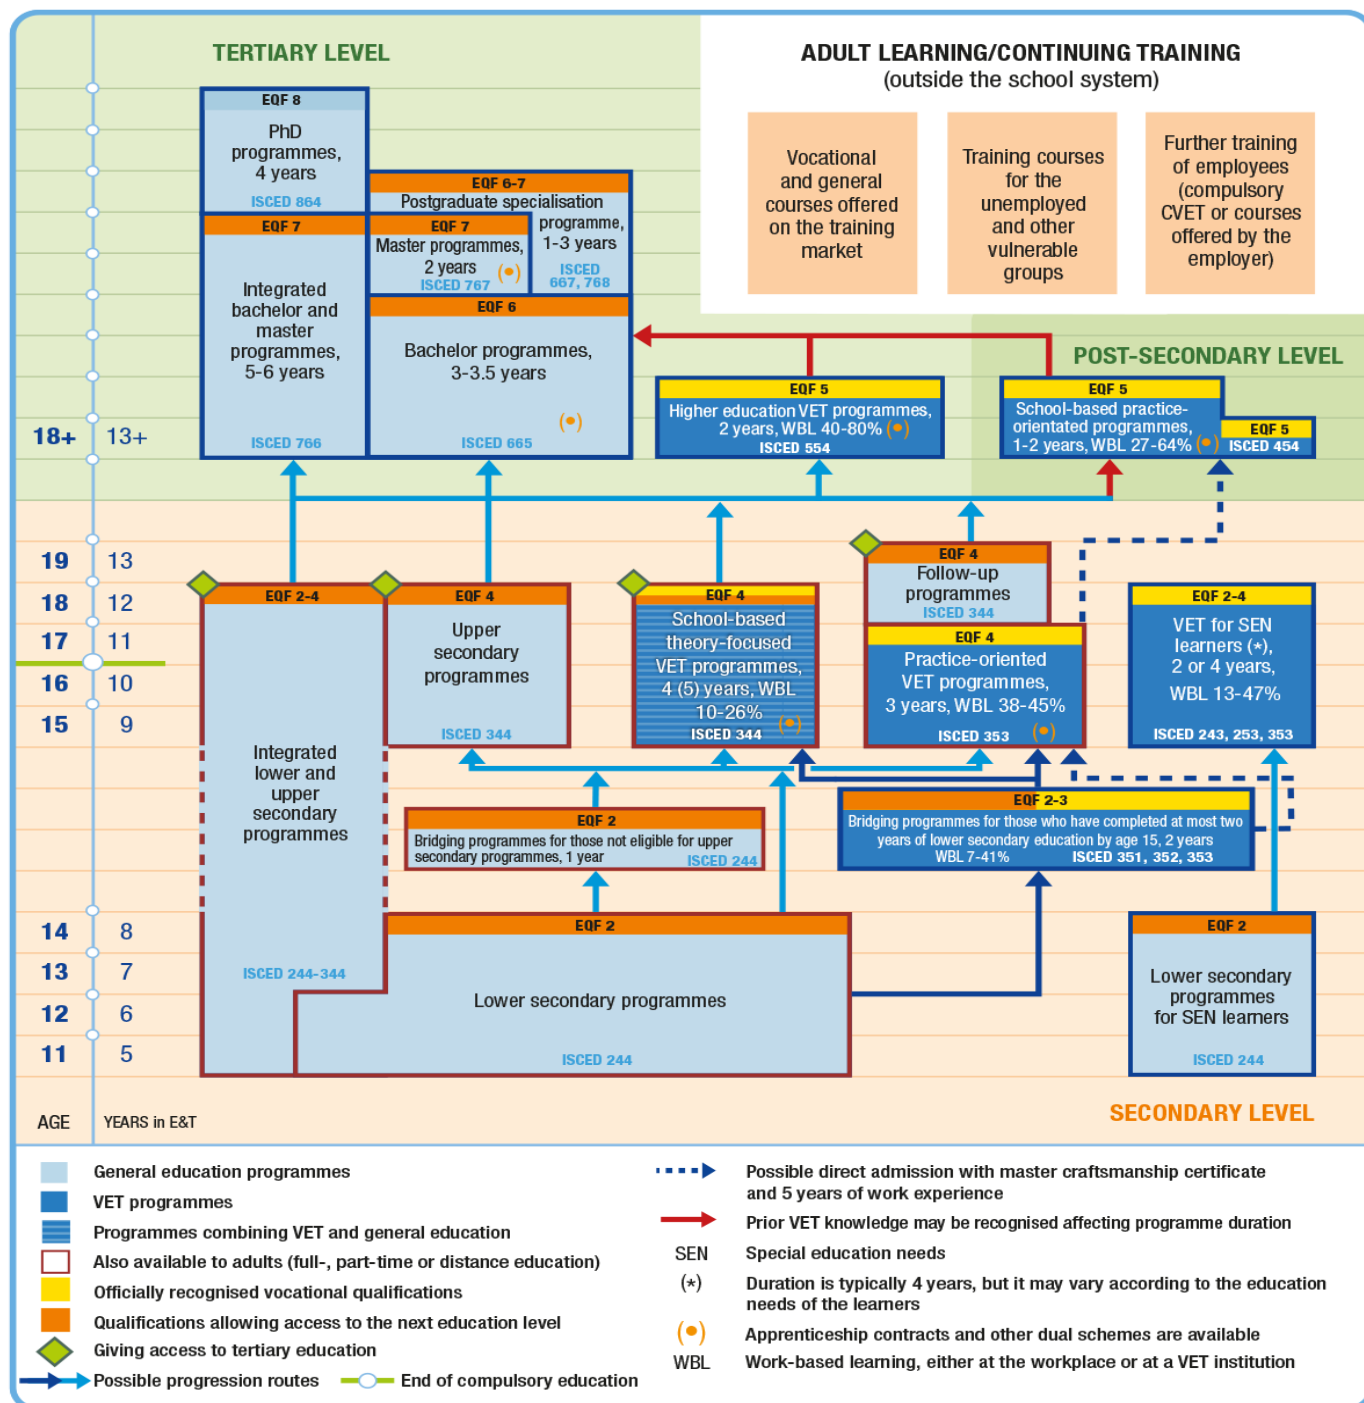 TERTIARY LEVEL
ADULT LEARNING/CONTINUING TRAINING
(outside the school system)
Vocational
and general
courses offered
on the training
market
Training courses
for the
unemployed
and other
vulnerable
groups
Further training
of employees
(compulsory
CVET or courses
offered by the
employer)
EQF 8
PhD
programmes,
4 years
ISCED 864
EQF 6-7
Postgraduate specialisation
programme,
1-3 years
ISCED
667, 768
EQF 7
Master programmes,
2 years (•)
ISCED 767
EQF 7
Integrated
bachelor and
master
programmes,
5-6 years
ISCED 766
EQF 6
Bachelor programmes,
3-3.5 years
(•)
ISCED 665
POST-SECONDARY LEVEL
EQF 5
Higher education VET programmes,
2 years, WBL 40-80% (•)
ISCED 554
EQF 5
School-based practice-
orientated programmes,
1-2 years, WBL 27-64% (•)
EQF 5
ISCED 454
18+ 13+
19 13
18 12
17 11
16 10
15 9
14 8
13 7
12 6
11 5
AGE YEARS in E&T
EQF 2-4
Integrated
lower and
upper
secondary
programmes
ISCED 244-344
EQF 4
Upper
secondary
programmes
ISCED 344
EQF 4
School-based
theory-focused
VET programmes,
4 (5) years, WBL
10-26%
(•)
ISCED 344
EQF 4
Follow-up
programmes
ISCED 344
EQF 4
Practice-oriented
VET programmes,
3 years, WBL 38-45%
ISCED 353 (•)
EQF 2-4
VET for SEN
learners (*),
2 or 4 years,
WBL 13-47%
ISCED 243, 253, 353
EQF 2
Bridging programmes for those not eligible for upper
secondary programmes, 1 year
ISCED 244
EQF 2-3
Bridging programmes for those who have completed at most two
years of lower secondary education by age 15, 2 years
WBL 7-41% ISCED 351, 352, 353
EQF 2
Lower secondary programmes
ISCED 244
EQF 2
Lower secondary
programmes
for SEN learners
ISCED 244
SECONDARY LEVEL
General education programmes
VET programmes
Programmes combining VET and general education
Also available to adults (full-, part-time or distance education)
Officially recognised vocational qualifications
Qualifications allowing access to the next education level
Giving access to tertiary education
Possible progression routes
End of compulsory education
Possible direct admission with master craftsmanship certificate
and 5 years of work experience
Prior VET knowledge may be recognised affecting programme duration
SEN Special education needs
(*) Duration is typically 4 years, but it may vary according to the education
needs of the learners
(•) Apprenticeship contracts and other dual schemes are available
WBL Work-based learning, either at the workplace or at a VET institution